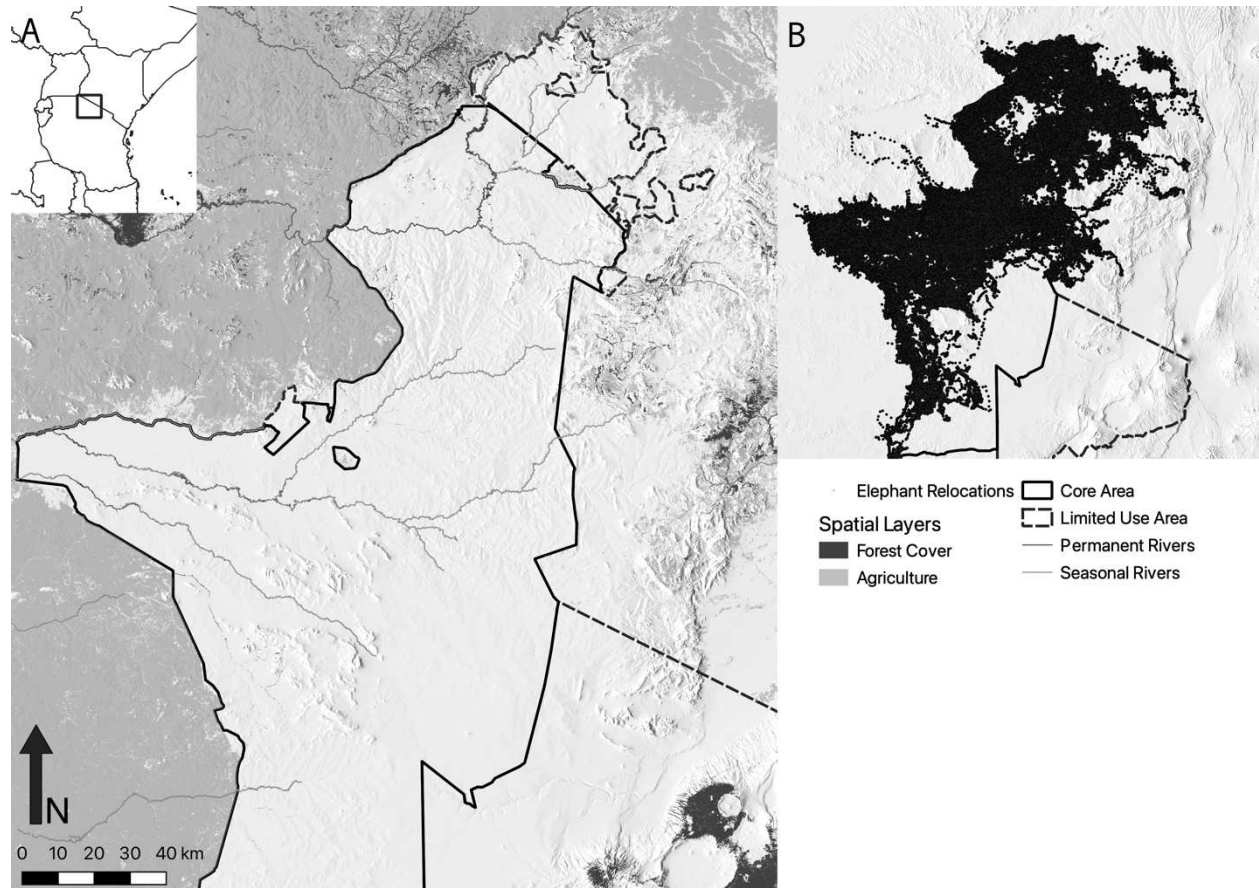 A
B
Elephant Relocations
Core Area
Spatial Layers
Limited Use Area
Forest Cover
Permanent Rivers
Agriculture
Seasonal Rivers
N
0 10 20 30 40 km